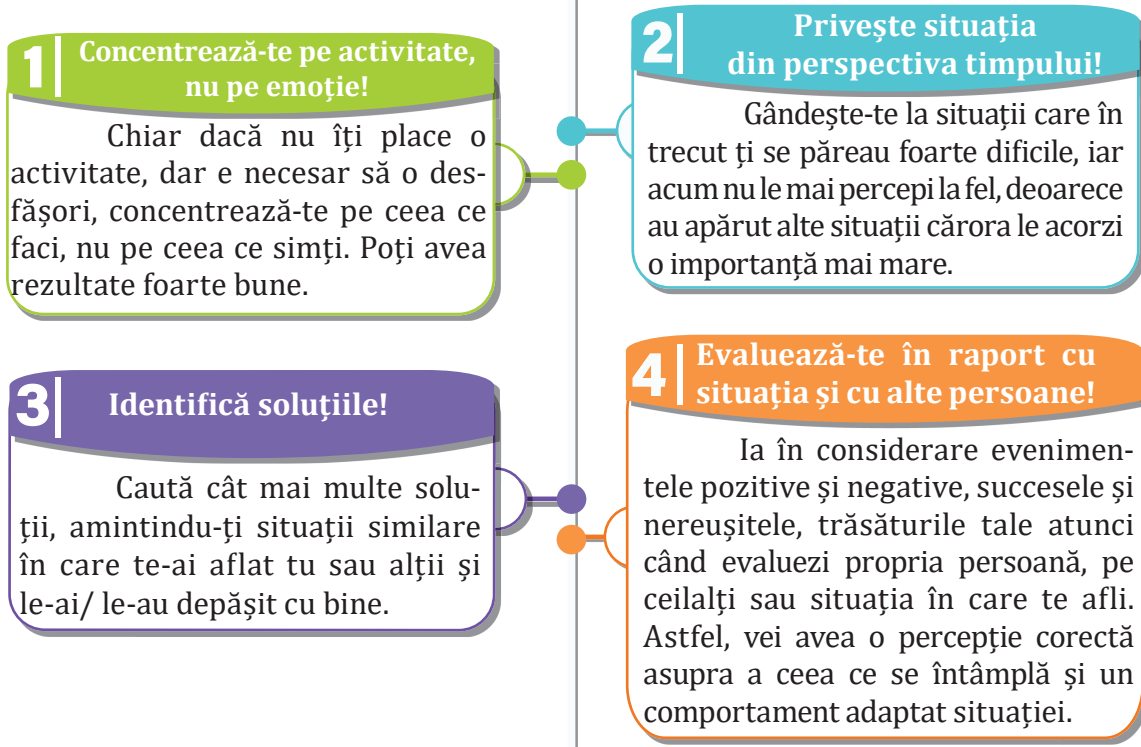 1
Concentrează-te pe activitate,
nu pe emoție!
Chiar dacă nu îți place o
activitate, dar e necesar să o des-
fășori, concentrează-te pe ceea ce
faci, nu pe ceea ce simți. Poți avea
rezultate foarte bune.
2
Privește situația
din perspectiva timpului!
Gândește-te la situații care în
trecut ți se păreau foarte dificile, iar
acum nu le mai percepi la fel, deoarece
au apărut alte situații cărora le acorzi
o importanță mai mare.
3
Identifică soluțiile!
Caută cât mai multe solu-
ții, amintindu-ți situații similare
în care te-ai aflat tu sau alții și
le-ai/ le-au depășit cu bine.
4
Evaluează-te în raport cu
situația și cu alte persoane!
Ia în considerare evenimen-
tele pozitive și negative, succesele și
nereușitele, trăsăturile tale atunci
când evaluezi propria persoană, pe
ceilalți sau situația în care te afli.
Astfel, vei avea o percepție corectă
asupra a ceea ce se întâmplă și un
comportament adaptat situației.